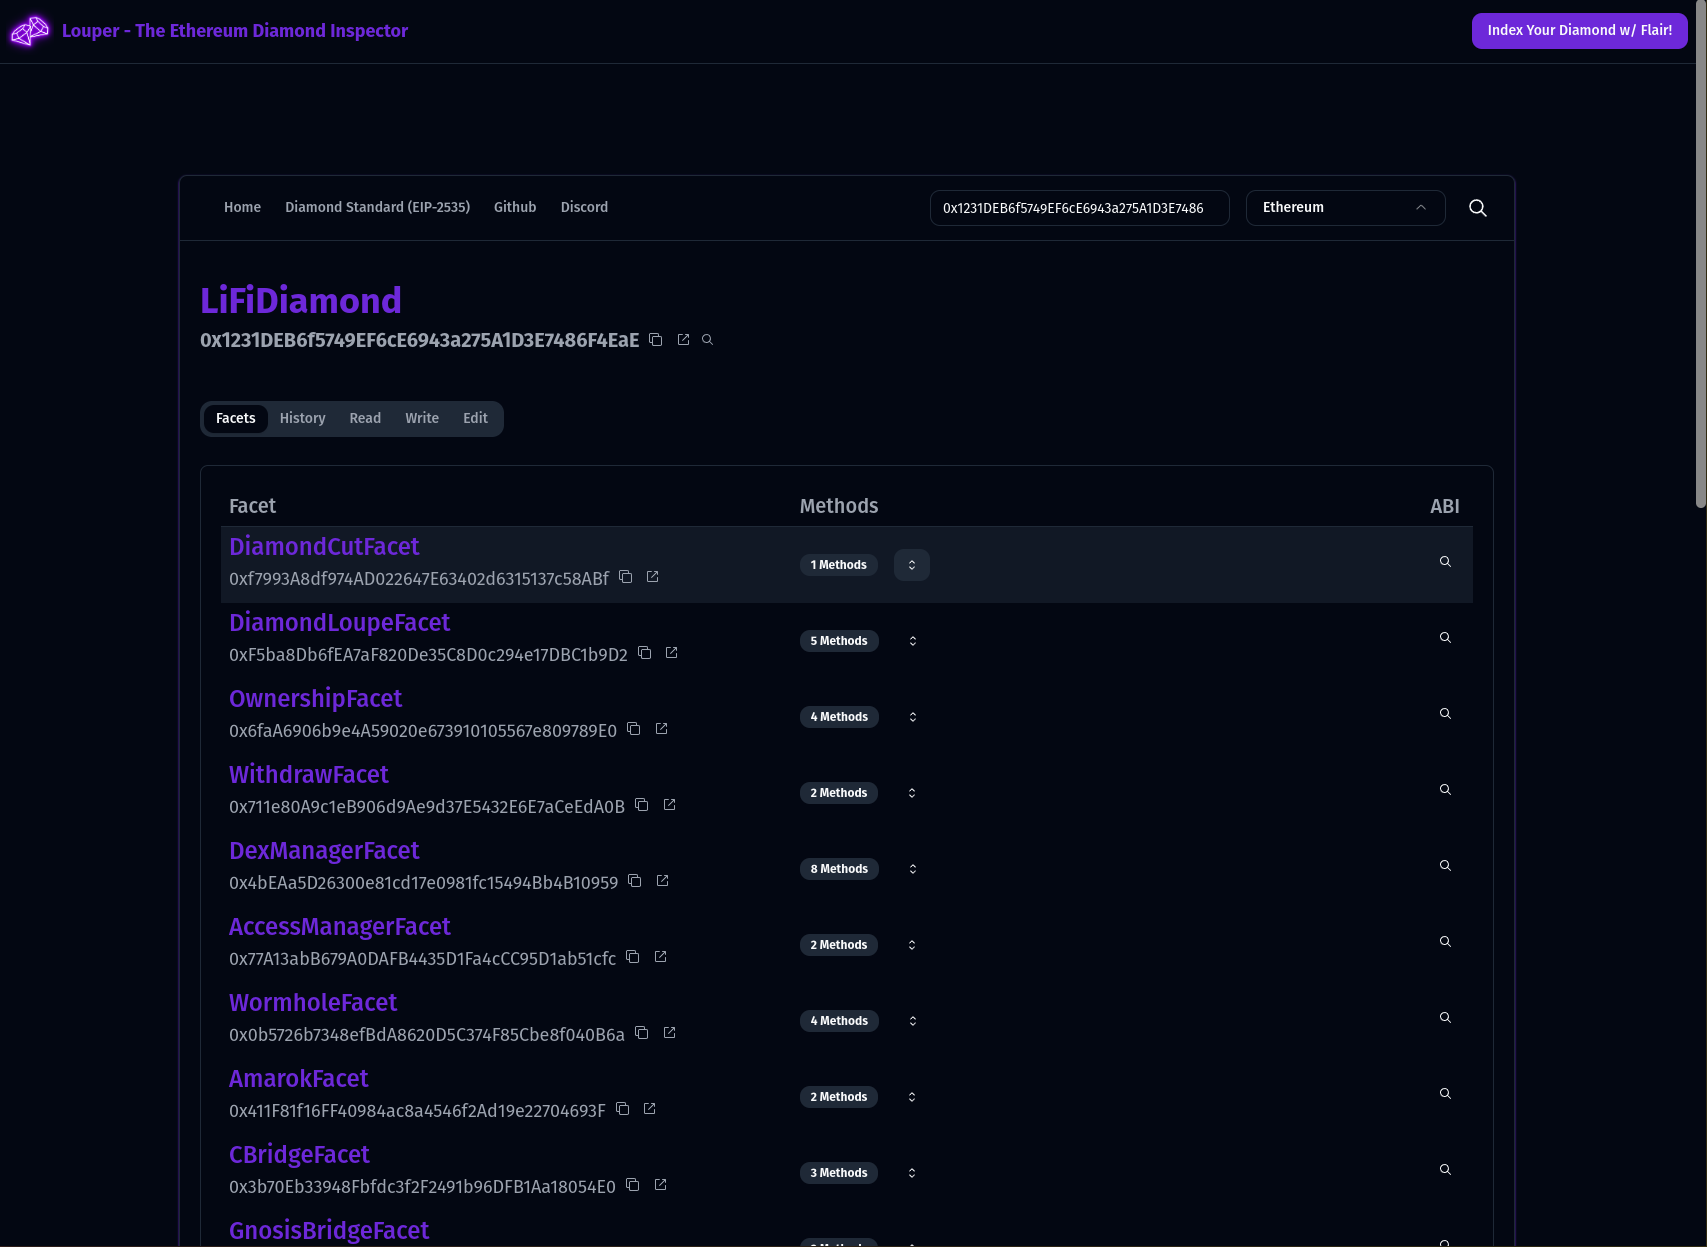 Louper - The Ethereum Diamond Inspector
Index Your Diamond w/ Flair!
Home Diamond Standard (EIP-2535) Github Discord 0x1231DEB6f5749EF6cE6943a275A1D3E7486 Ethereum
LiFiDiamond
0x1231DEB6f5749EF6cE6943a275A1D3E7486F4EaE
Facets History Read Write Edit
Facet Methods ABI
DiamondCutFacet
0xf7993A8df974AD022647E63402d6315137c58ABf
1 Methods
DiamondLoupeFacet
0xF5ba8Db6fEA7aF820De35C8D0c294e17DBC1b9D2
5 Methods
OwnershipFacet
0x6faA6906b9e4A59020e673910105567e809789E0
4 Methods
WithdrawFacet
0x711e80A9c1eB906d9Ae9d37E5432E6E7aCeEdA0B
2 Methods
DexManagerFacet
0x4bEAa5D26300e81cd17e0981fc15494Bb4B10959
8 Methods
AccessManagerFacet
0x77A13abB679A0DAFB4435D1Fa4cCC95D1ab51cfc
2 Methods
WormholeFacet
0x0b5726b7348efBdA8620D5C374F85Cbe8f040B6a
4 Methods
AmarokFacet
0x411F81f16FF40984ac8a4546f2Ad19e22704693F
2 Methods
CBridgeFacet
0x3b70Eb33948Fbfdc3f2F2491b96DFB1Aa18054E0
3 Methods
GnosisBridgeFacet